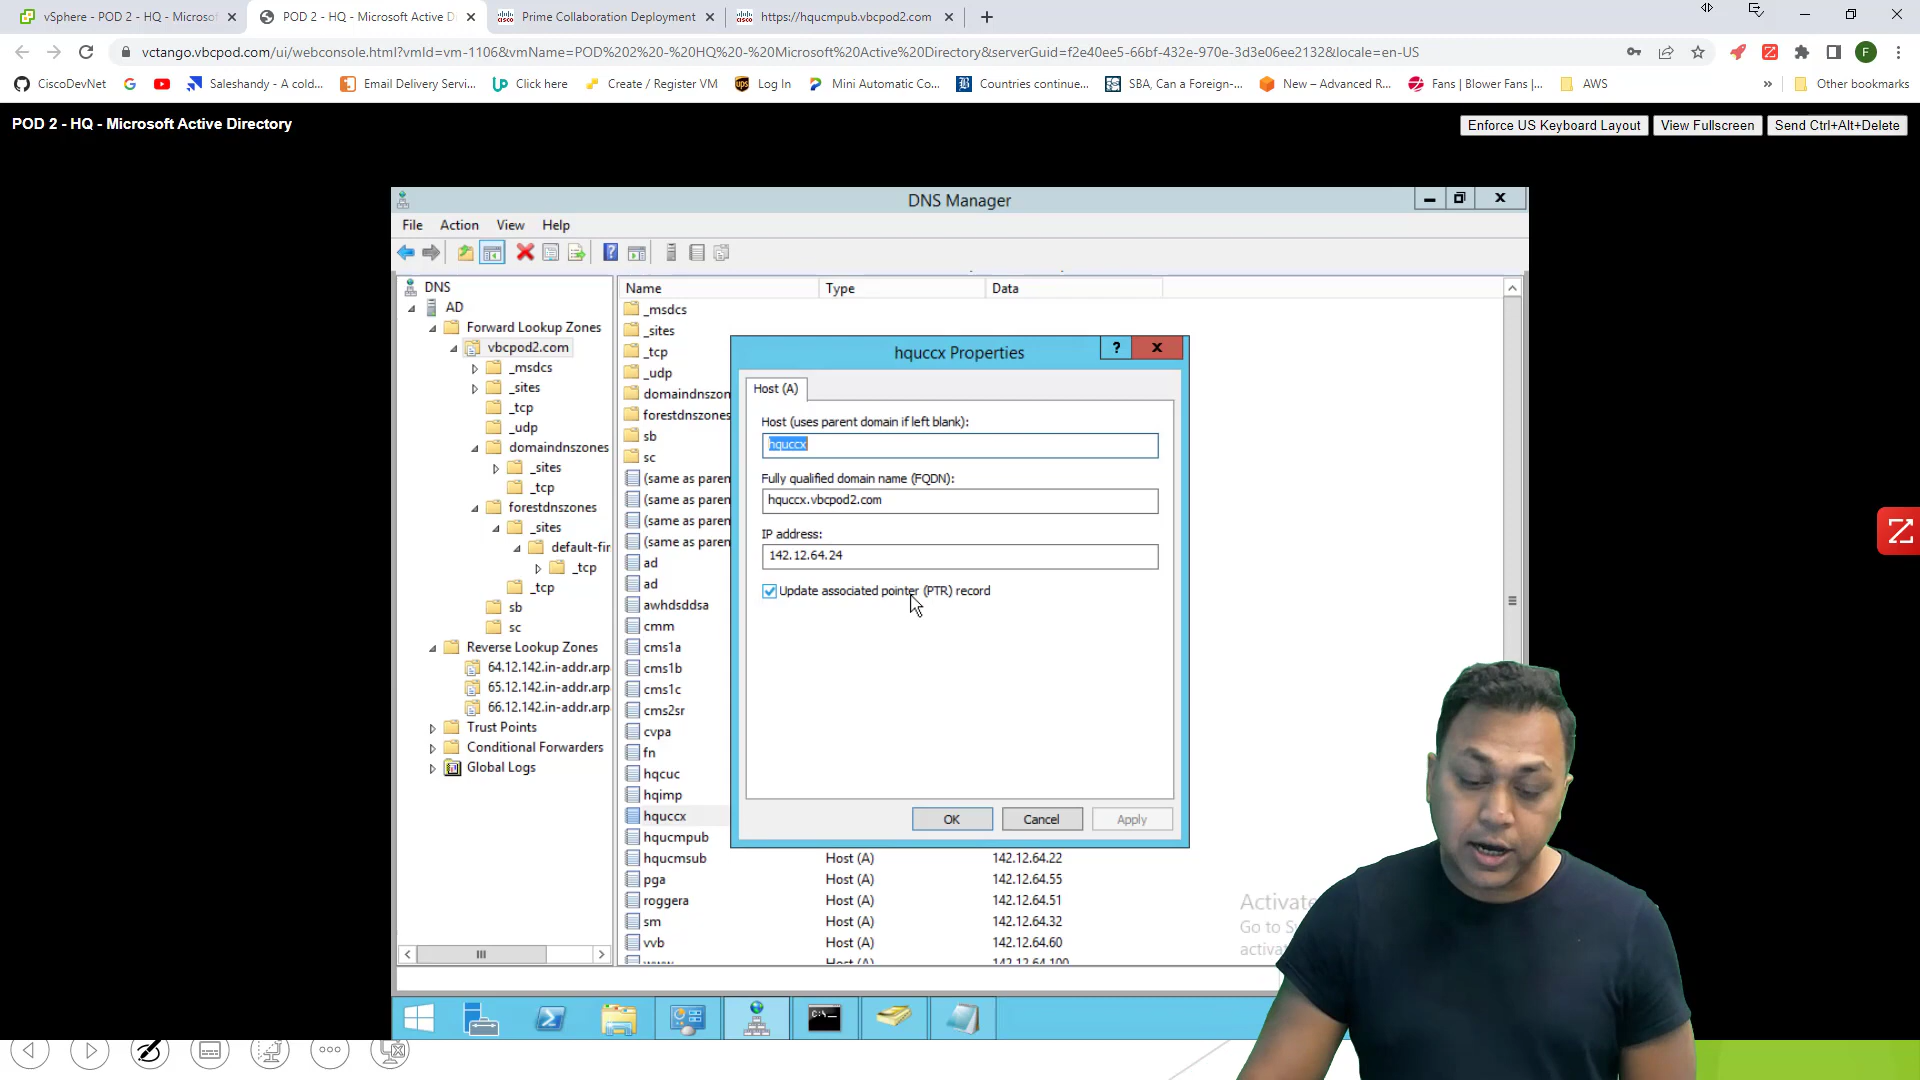 vSphere - POD 2 - HQ - Microsof
POD 2 - HQ - Microsoft Active Di
Prime Collaboration Deployment
https://hqucmpub.vbcpod2.com
vctango.vbcpod.com/ui/webconsole.html?vmId=vm-1106&vmName=POD%202%20-%20HQ%20-%20Microsoft%20Active%20Directory&serverGuid=f2e40ee5-66bf-432e-970e-3d3e06ee2132&locale=en-US
F
CiscoDevNet
Saleshandy - A cold...
Email Delivery Servi...
Click here
Create / Register VM
Log In
Mini Automatic Co...
Countries continue...
SBA, Can a Foreign-...
New – Advanced R...
Fans | Blower Fans |...
AWS
»
Other bookmarks
POD 2 - HQ - Microsoft Active Directory
Enforce US Keyboard Layout
View Fullscreen
Send Ctrl+Alt+Delete
DNS Manager
File Action View Help
DNS
AD
Forward Lookup Zones
vbcpod2.com
_msdcs
_sites
_tcp
_udp
domaindnszones
_sites
_tcp
forestdnszones
_sites
default-fir
_tcp
_tcp
sb
sc
Reverse Lookup Zones
64.12.142.in-addr.arp
65.12.142.in-addr.arp
66.12.142.in-addr.arp
Trust Points
Conditional Forwarders
Global Logs
Name Type Data
_msdcs
_sites
_tcp
_udp
domaindnszon
forestdnszones
sb
sc
(same as paren
(same as paren
(same as paren
(same as paren
ad
ad
awhdsddsa
cmm
cms1a
cms1b
cms1c
cms2sr
cvpa
fn
hqcuc
hqimp
hquccx
hqucmpub
hqucmsub Host (A) 142.12.64.22
pga Host (A) 142.12.64.55
roggera Host (A) 142.12.64.51
sm Host (A) 142.12.64.32
vvb Host (A) 142.12.64.60
www Host (A) 142.12.64.100
hquccx Properties
Host (A)
Host (uses parent domain if left blank):
hquccx
Fully qualified domain name (FQDN):
hquccx.vbcpod2.com
IP address:
142.12.64.24
Update associated pointer (PTR) record
OK Cancel Apply
Activate
Go to S
activa